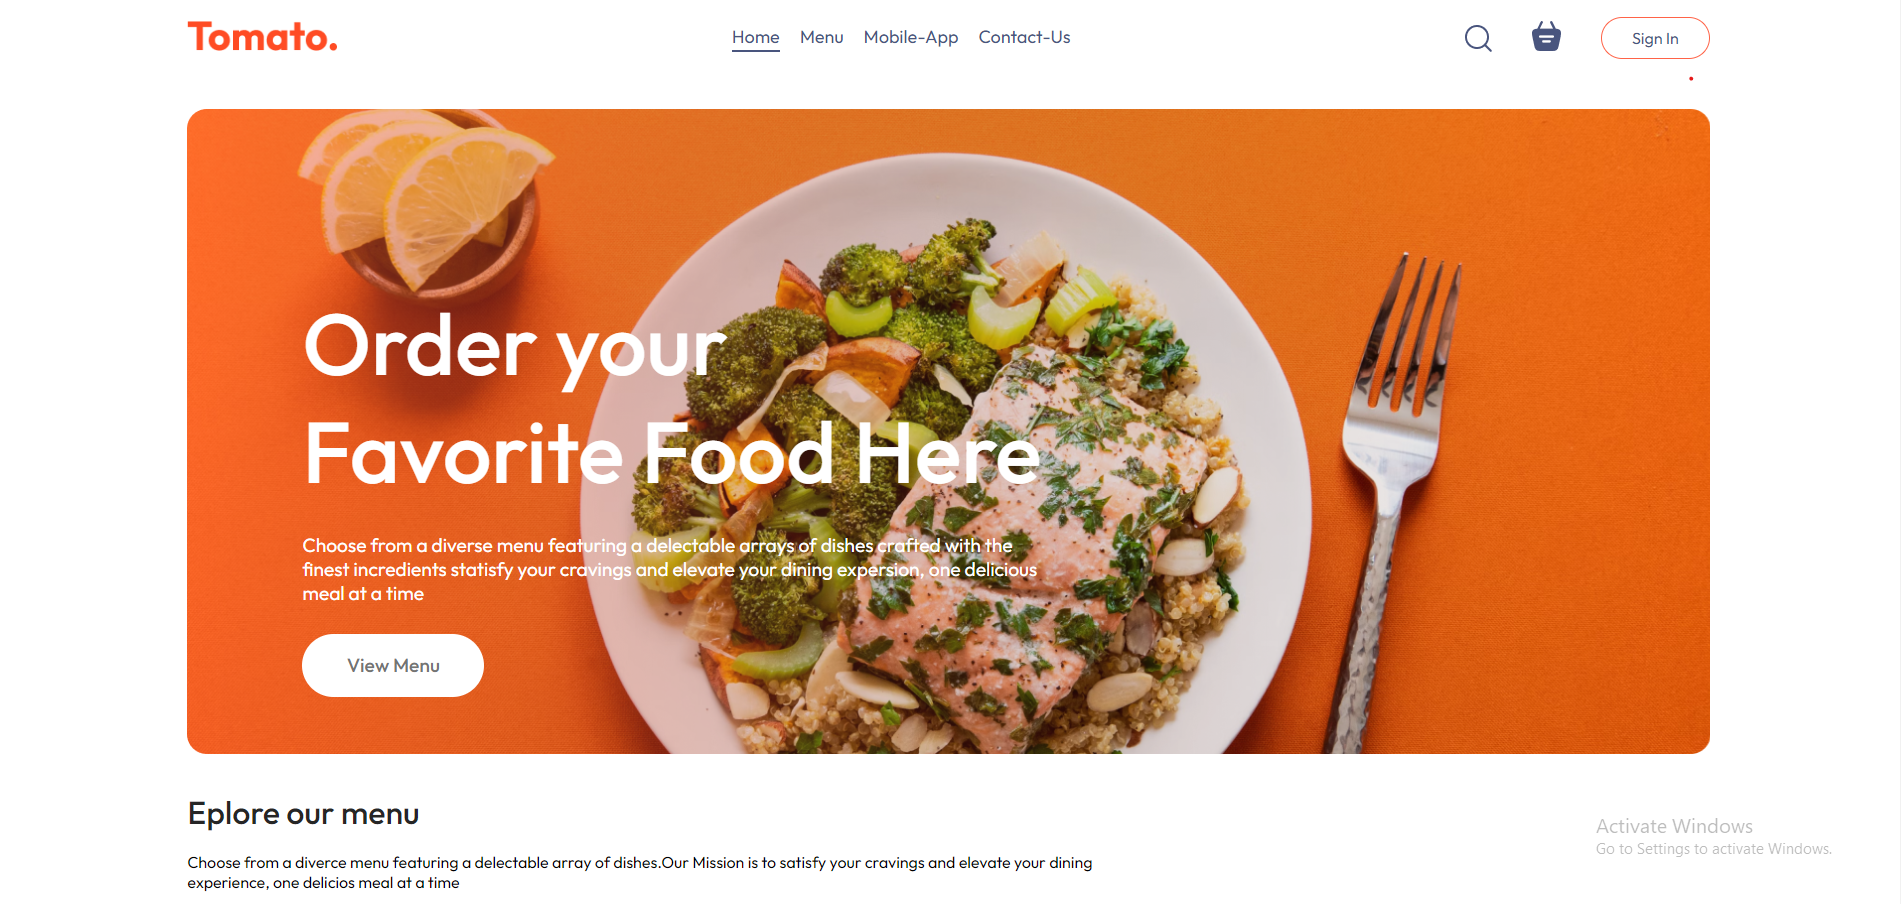 Tomato.
Home Menu Mobile-App Contact-Us
Sign In
Order your
Favorite Food Here
Choose from a diverse menu featuring a delectable arrays of dishes crafted with the
finest incredients statisfy your cravings and elevate your dining expersion, one delicious
meal at a time
View Menu
Eplore our menu
Choose from a diverce menu featuring a delectable array of dishes.Our Mission is to satisfy your cravings and elevate your dining
experience, one delicios meal at a time
Activate Windows
Go to Settings to activate Windows.